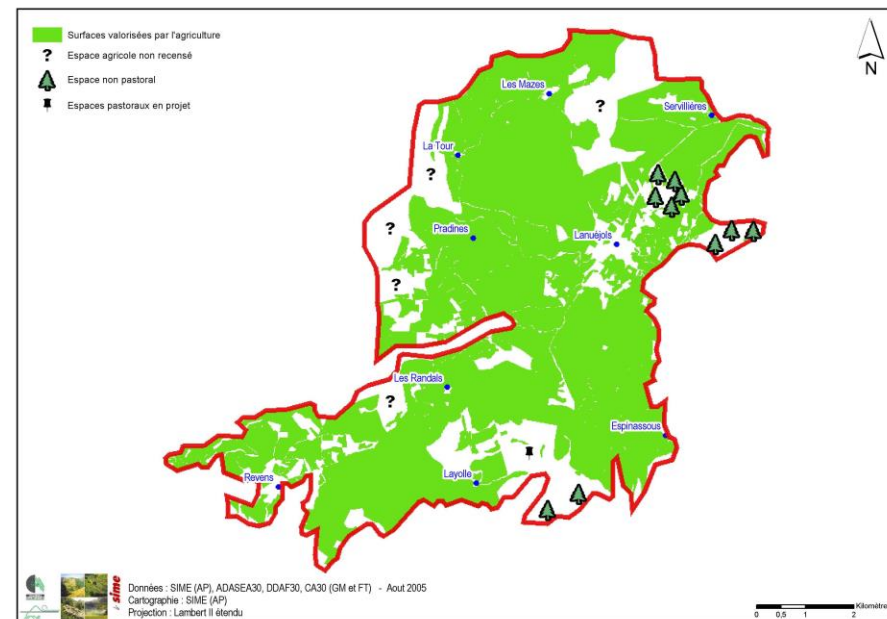 Surfaces valorisées par l'agriculture
? Espace agricole non recensé
Espace non pastoral
Espaces pastoraux en projet
N
Les Mazes
Servillières
?
La Tour
?
?
Pradines
Lanuéjols
?
Les Randals
?
Espinassous
Revens
Layolle
sime
Données : SIME (AP), ADASEA30, DDAF30, CA30 (GM et FT) - Aout 2005
Cartographie : SIME (AP)
Projection : Lambert II étendu
Kilomètre
0 0,5 1 2